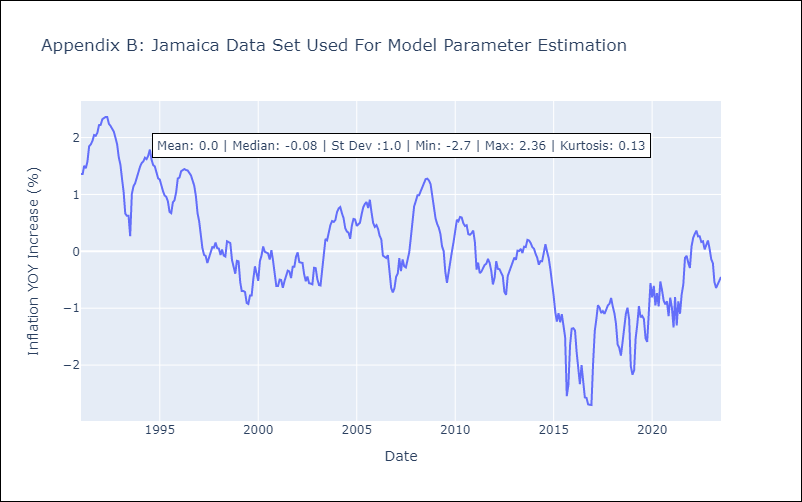 Appendix B: Jamaica Data Set Used For Model Parameter Estimation
Mean: 0.0 | Median: -0.08 | St Dev :1.0 | Min: -2.7 | Max: 2.36 | Kurtosis: 0.13
Inflation YOY Increase (%)
2
1
0
−1
−2
1995
2000
2005
2010
2015
2020
Date